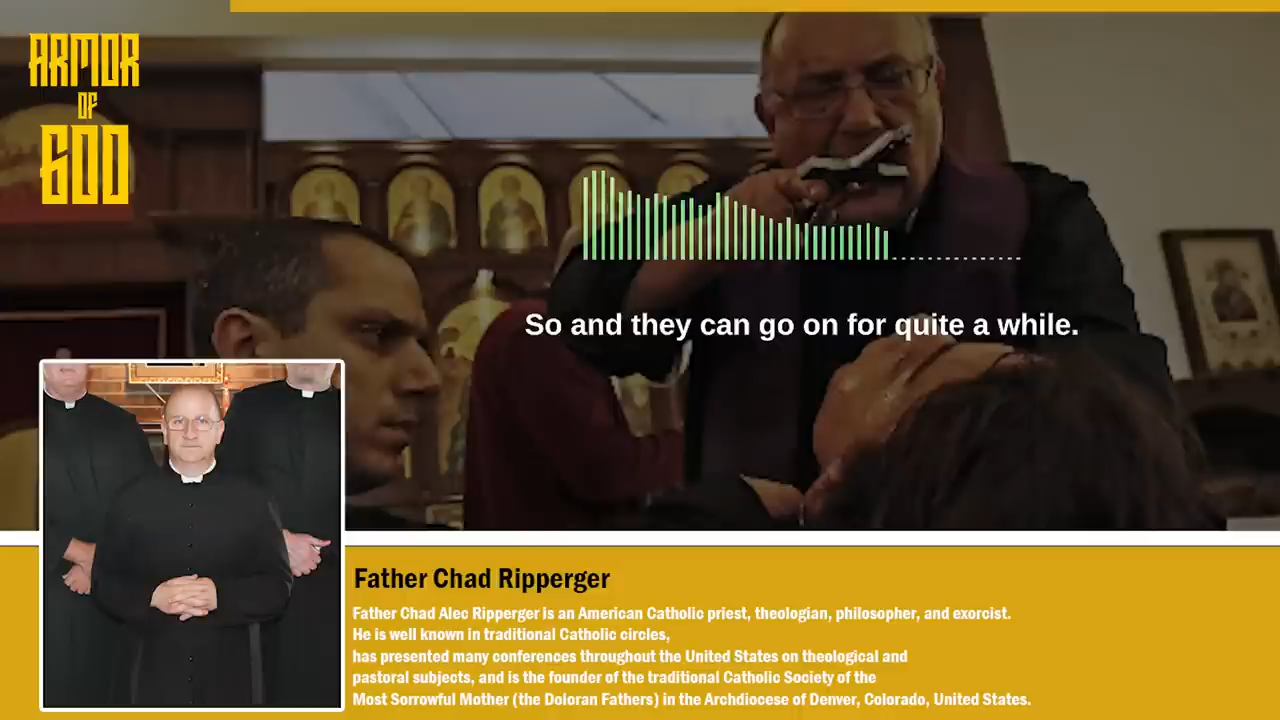 ARMOR
OF
GOD
So and they can go on for quite a while.
Father Chad Ripperger
Father Chad Alec Ripperger is an American Catholic priest, theologian, philosopher, and exorcist.
He is well known in traditional Catholic circles,
has presented many conferences throughout the United States on theological and
pastoral subjects, and is the founder of the traditional Catholic Society of the
Most Sorrowful Mother (the Doloran Fathers) in the Archdiocese of Denver, Colorado, United States.